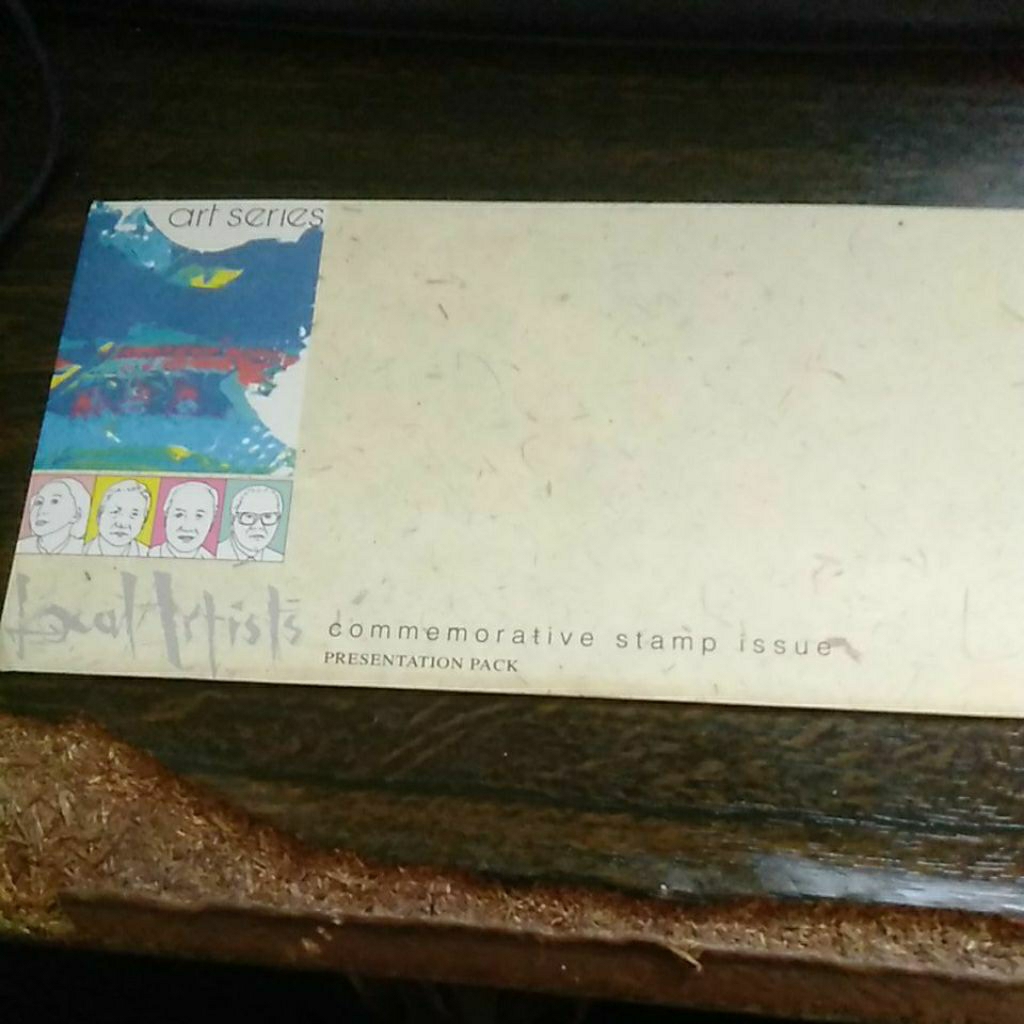 art series
Local Artists
commemorative stamp issue
PRESENTATION PACK